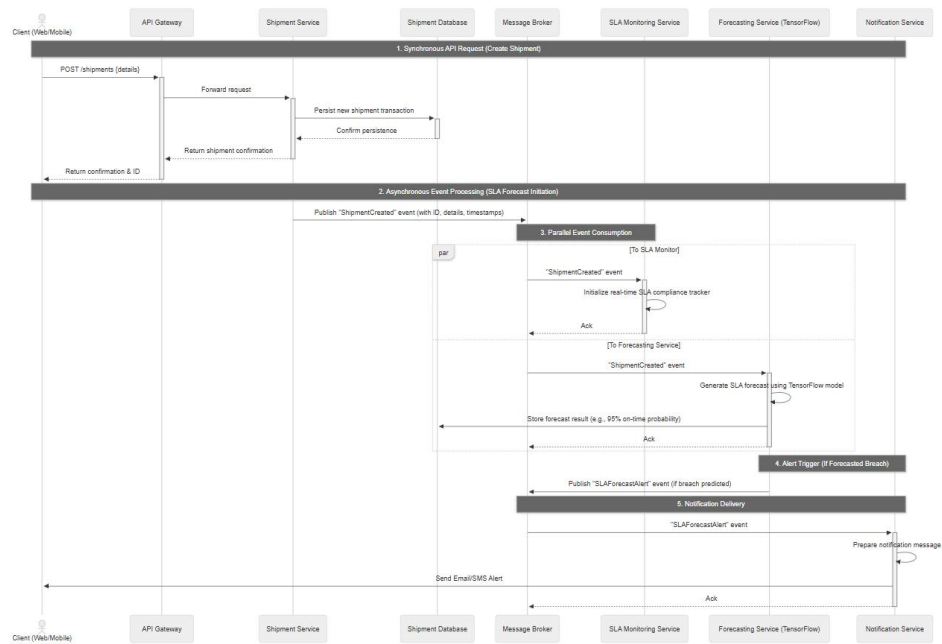 Client (Web/Mobile)
API Gateway
Shipment Service
Shipment Database
Message Broker
SLA Monitoring Service
Forecasting Service (TensorFlow)
Notification Service
1. Synchronous API Request (Create Shipment)
POST /shipments {details}
Forward request
Persist new shipment transaction
Confirm persistence
Return shipment confirmation
Return confirmation & ID
2. Asynchronous Event Processing (SLA Forecast Initiation)
Publish "ShipmentCreated" event (with ID, details, timestamps)
3. Parallel Event Consumption
par
[To SLA Monitor]
"ShipmentCreated" event
Initialize real-time SLA compliance tracker
Ack
[To Forecasting Service]
"ShipmentCreated" event
Generate SLA forecast using TensorFlow model
Store forecast result (e.g., 95% on-time probability)
Ack
4. Alert Trigger (If Forecasted Breach)
Publish "SLAForecastAlert" event (if breach predicted)
5. Notification Delivery
"SLAForecastAlert" event
Prepare notification message
Send Email/SMS Alert
Ack
Client (Web/Mobile)
API Gateway
Shipment Service
Shipment Database
Message Broker
SLA Monitoring Service
Forecasting Service (TensorFlow)
Notification Service